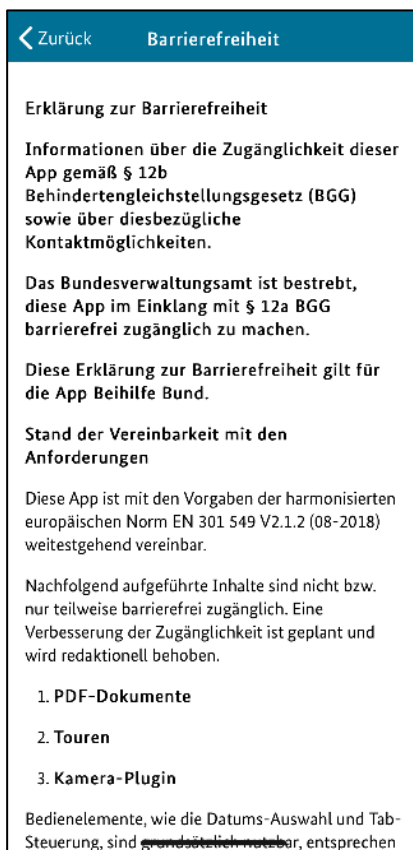 Zurück Barrierefreiheit
Erklärung zur Barrierefreiheit
Informationen über die Zugänglichkeit dieser
App gemäß § 12b
Behindertengleichstellungsgesetz (BGG)
sowie über diesbezügliche
Kontaktmöglichkeiten.
Das Bundesverwaltungsamt ist bestrebt,
diese App im Einklang mit § 12a BGG
barrierefrei zugänglich zu machen.
Diese Erklärung zur Barrierefreiheit gilt für
die App Beihilfe Bund.
Stand der Vereinbarkeit mit den
Anforderungen
Diese App ist mit den Vorgaben der harmonisierten
europäischen Norm EN 301 549 V2.1.2 (08-2018)
weitestgehend vereinbar.
Nachfolgend aufgeführte Inhalte sind nicht bzw.
nur teilweise barrierefrei zugänglich. Eine
Verbesserung der Zugänglichkeit ist geplant und
wird redaktionell behoben.
1. PDF-Dokumente
2. Touren
3. Kamera-Plugin
Bedienelemente, wie die Datums-Auswahl und Tab-
Steuerung, sind grundsätzlich nutzbar, entsprechen